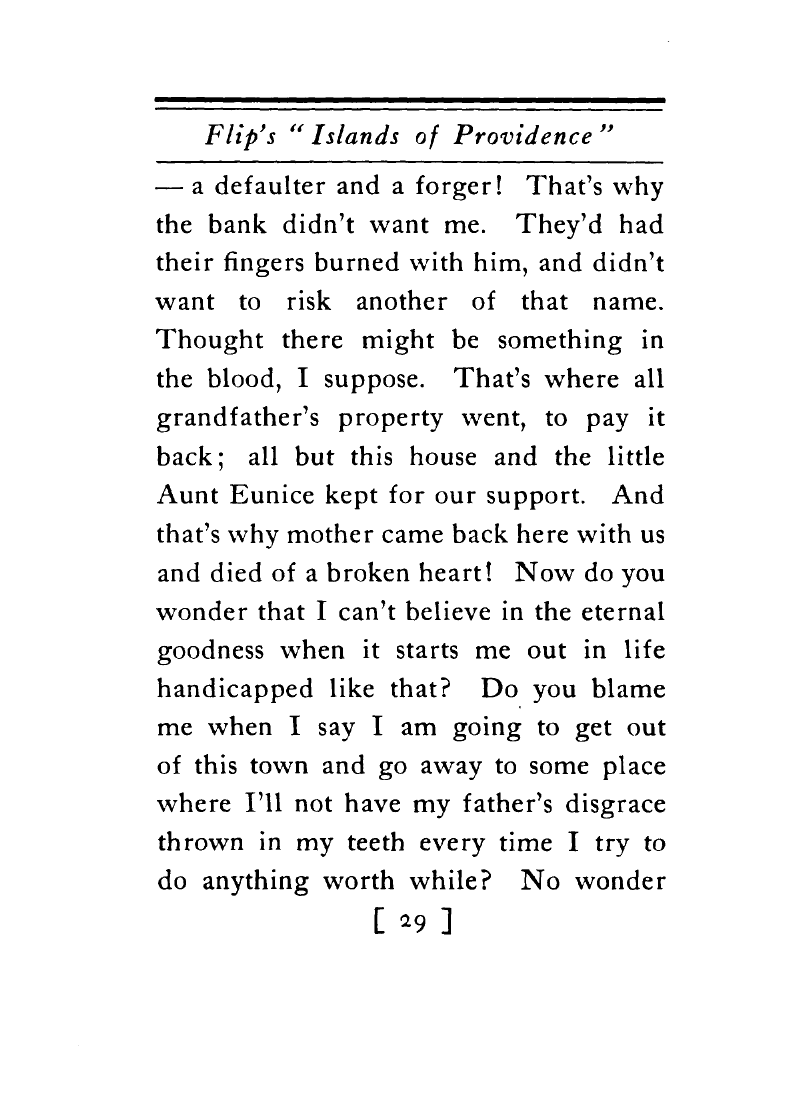 Flip's "Islands of Providence"
— a defaulter and a forger! That's why
the bank didn't want me. They'd had
their fingers burned with him, and didn't
want to risk another of that name.
Thought there might be something in
the blood, I suppose. That's where all
grandfather's property went, to pay it
back; all but this house and the little
Aunt Eunice kept for our support. And
that's why mother came back here with us
and died of a broken heart! Now do you
wonder that I can't believe in the eternal
goodness when it starts me out in life
handicapped like that? Do you blame
me when I say I am going to get out
of this town and go away to some place
where I'll not have my father's disgrace
thrown in my teeth every time I try to
do anything worth while? No wonder
[ 29 ]